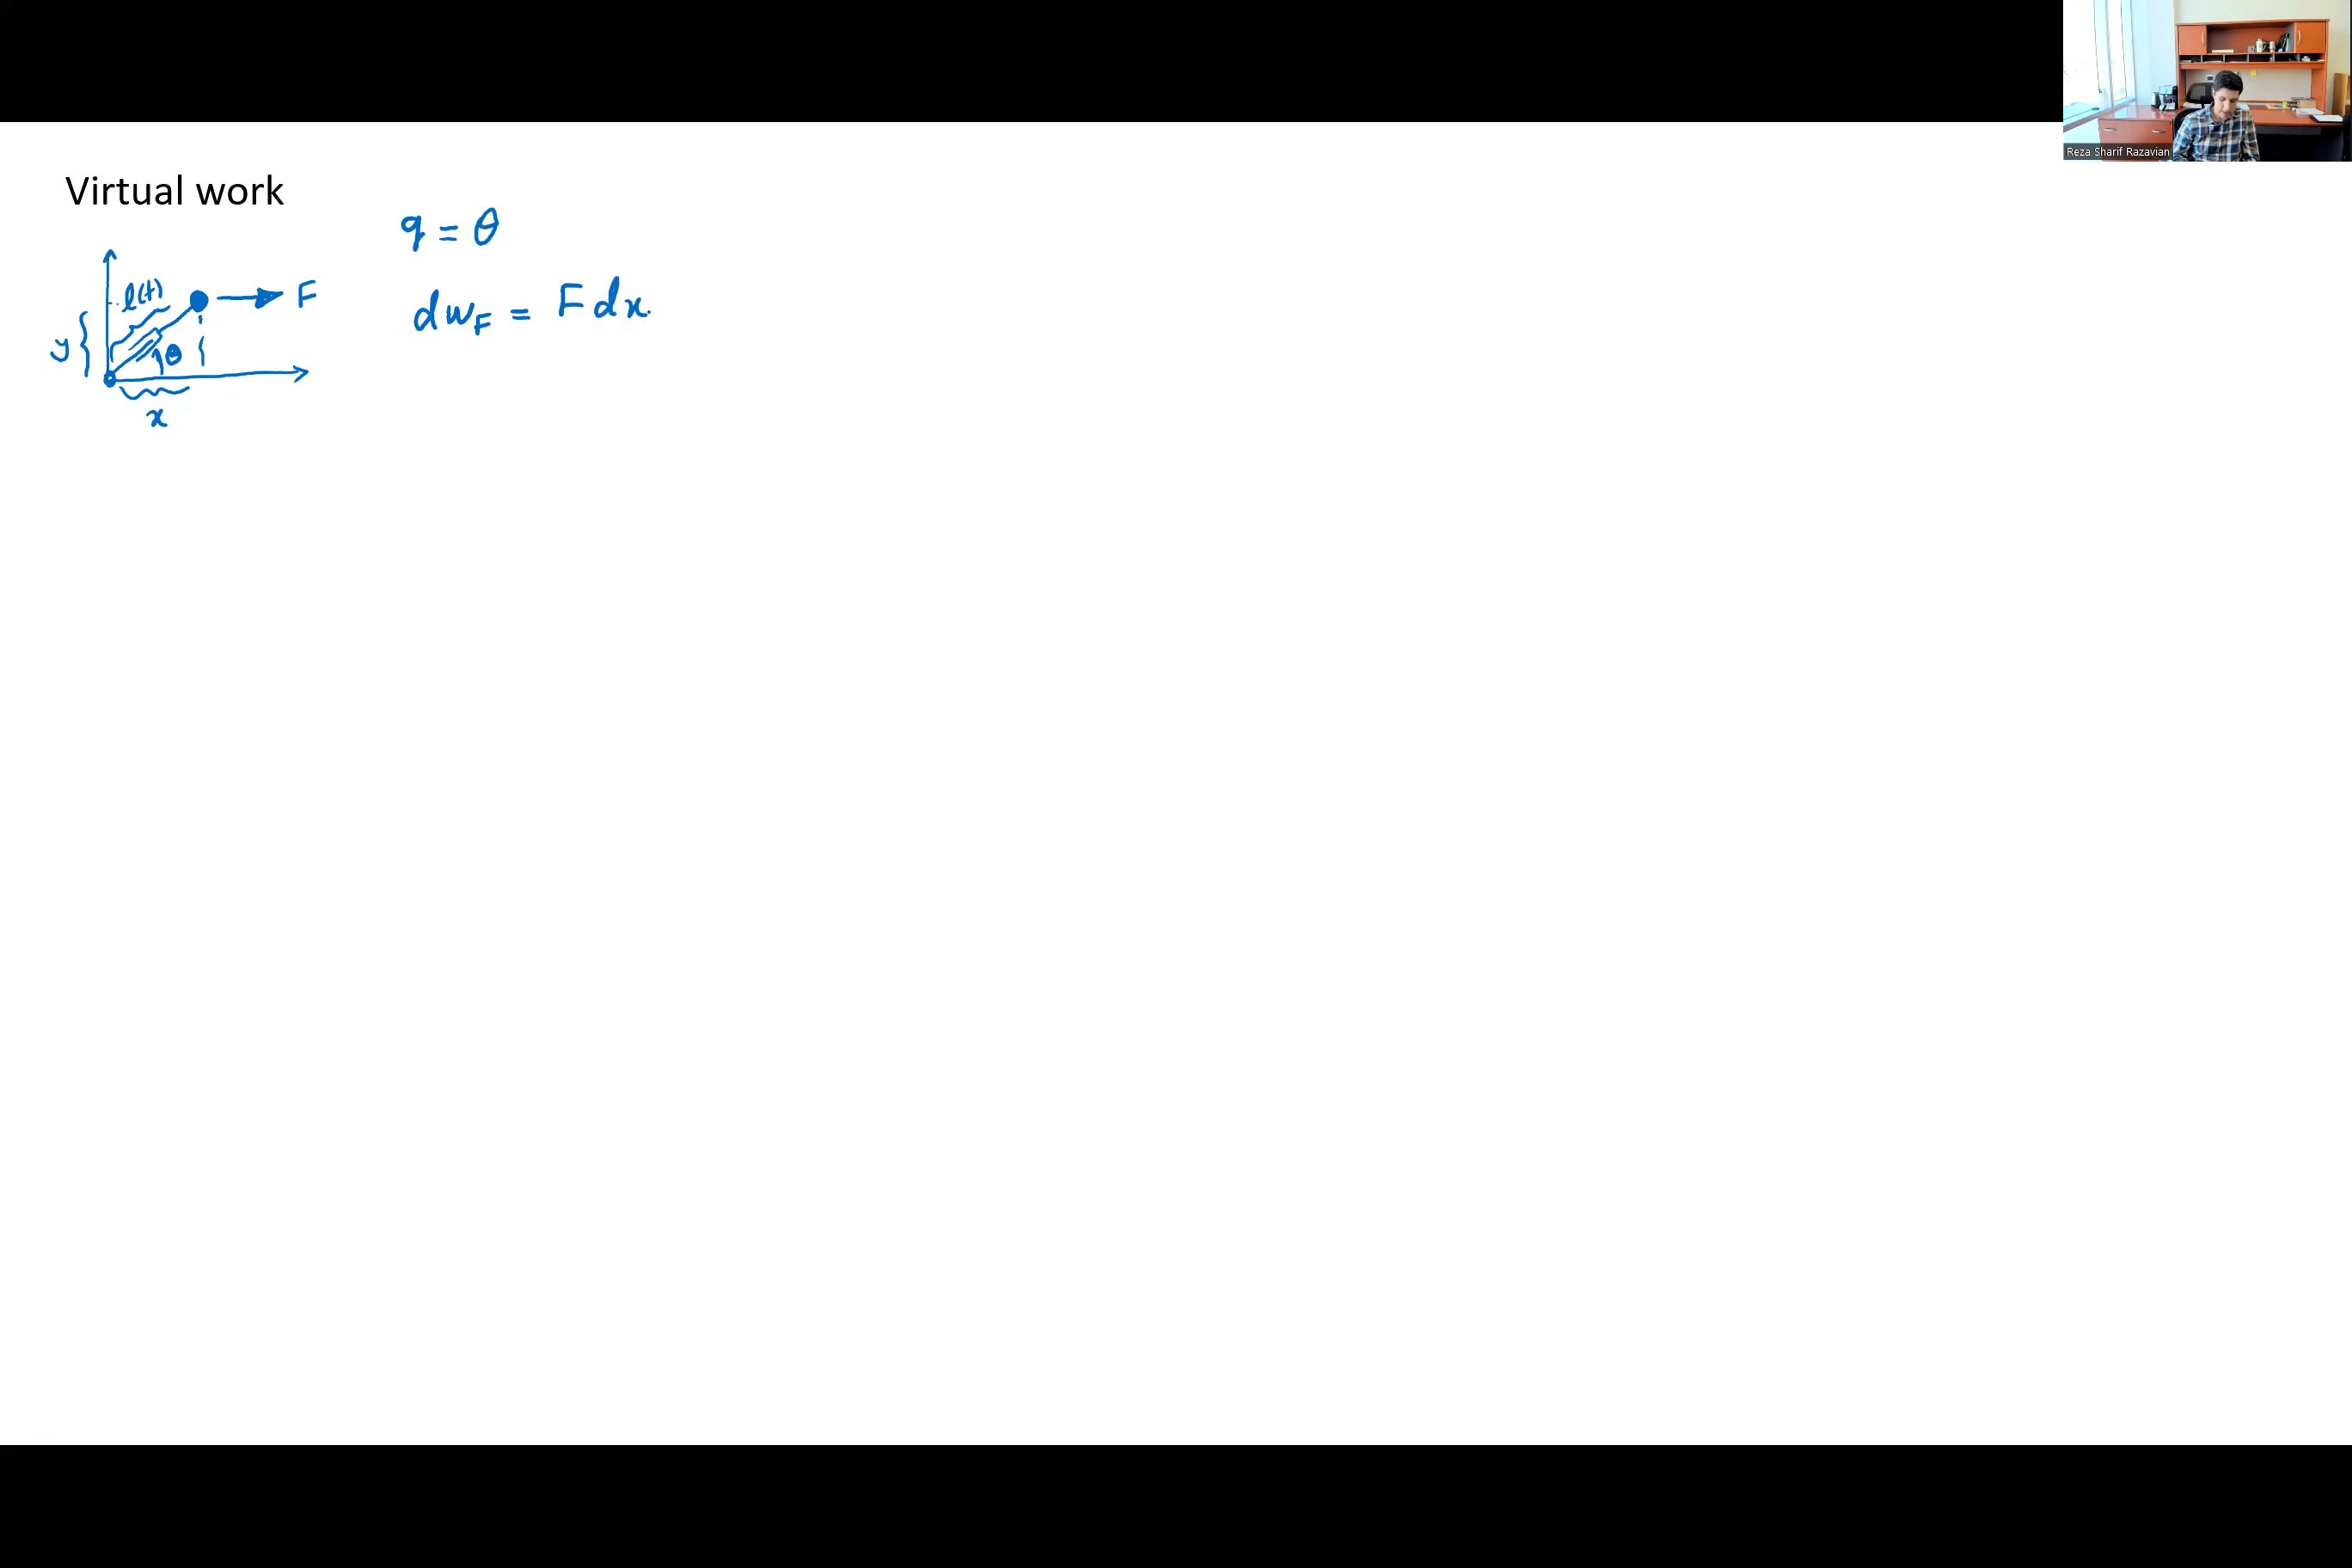 Reza Sharif Razavian
Virtual work
q = θ
l(t)
F
dw_F = F dx
y
θ
x